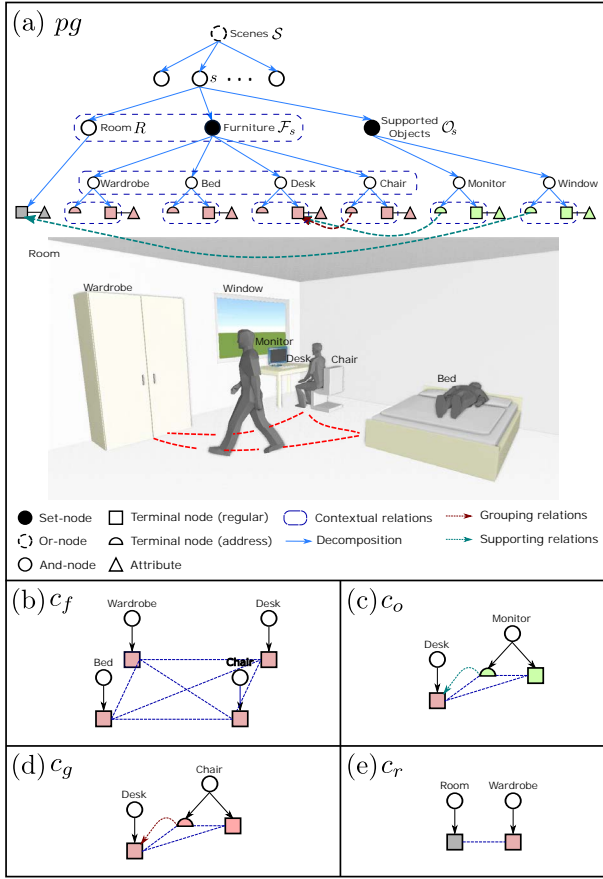 (a) pg
Scenes S
s
Room R
Furniture F_s
Supported
Objects O_s
Wardrobe
Bed
Desk
Chair
Monitor
Window
Room
Wardrobe
Window
Monitor
Desk
Chair
Bed
Set-node
Terminal node (regular)
Contextual relations
Grouping relations
Or-node
Terminal node (address)
Decomposition
Supporting relations
And-node
Attribute
(b) c_f
Wardrobe
Desk
Bed
Chair
(c) c_o
Monitor
Desk
(d) c_g
Chair
Desk
(e) c_r
Room
Wardrobe